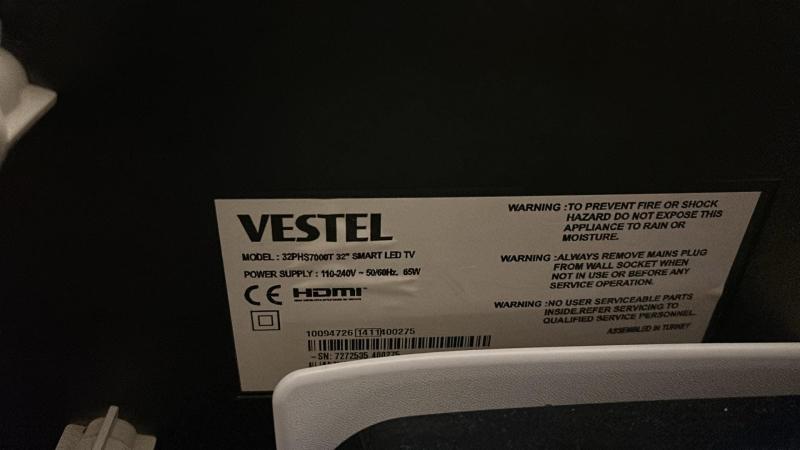 VESTEL
MODEL : 32PHS7000T 32" SMART LED TV
POWER SUPPLY : 110-240V ~ 50/60Hz, 65W
CE HDMI
10094726 1411 400275
-SN: 7272535 400275
WARNING :TO PREVENT FIRE OR SHOCK
HAZARD DO NOT EXPOSE THIS
APPLIANCE TO RAIN OR
MOISTURE.
WARNING :ALWAYS REMOVE MAINS PLUG
FROM WALL SOCKET WHEN
NOT IN USE OR BEFORE ANY
SERVICE OPERATION.
WARNING :NO USER SERVICEABLE PARTS
INSIDE,REFER SERVICING TO
QUALIFIED SERVICE PERSONNEL.
ASSEMBLED IN TURKEY